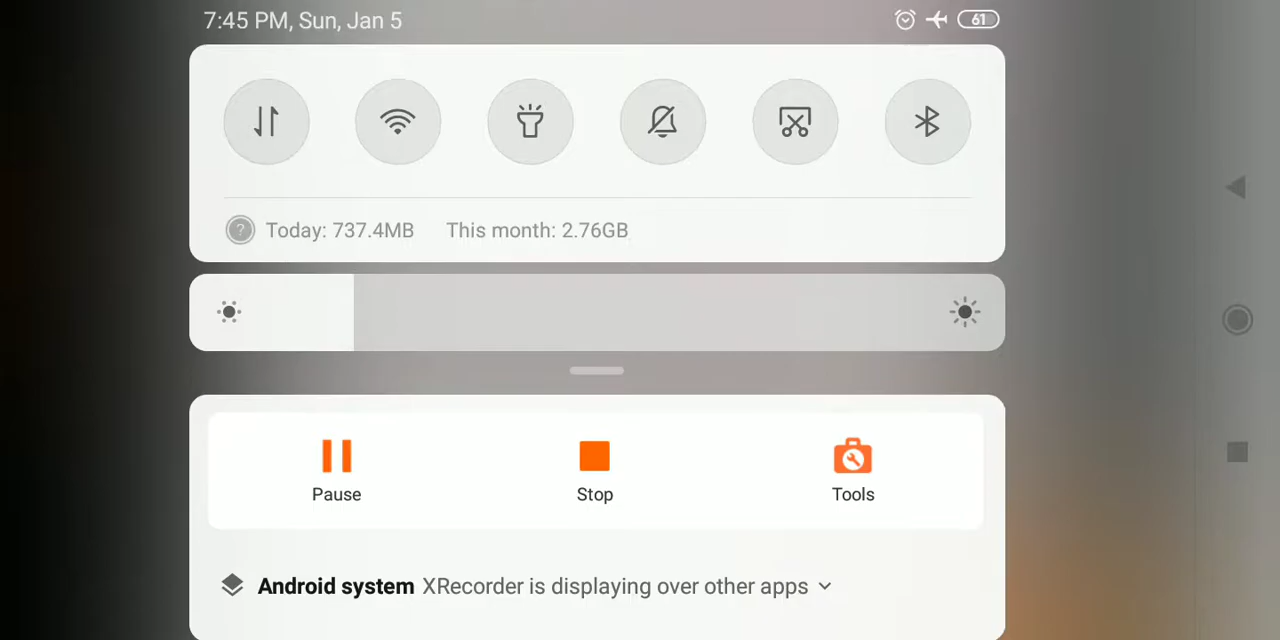 7:45 PM, Sun, Jan 5
61
? Today: 737.4MB This month: 2.76GB
Pause Stop Tools
Android system XRecorder is displaying over other apps